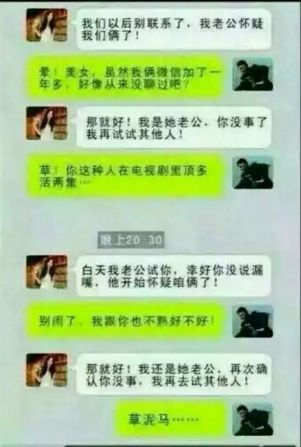 我们以后别联系了，我老公怀疑
我们俩了！
晕！美女，虽然我俩微信加了一
年多，好像从来没聊过吧？
那就好！我是她老公，你没事了
我再试试其他人！
草！你这种人在电视剧里顶多
活两集…
晚上20:30
白天我老公试你，幸好你没说漏
嘴，他开始怀疑咱俩了！
别闹了，我跟你也不熟好不好！
那就好！我还是她老公，再次确
认你没事，我再去试其他人！
草泥马……